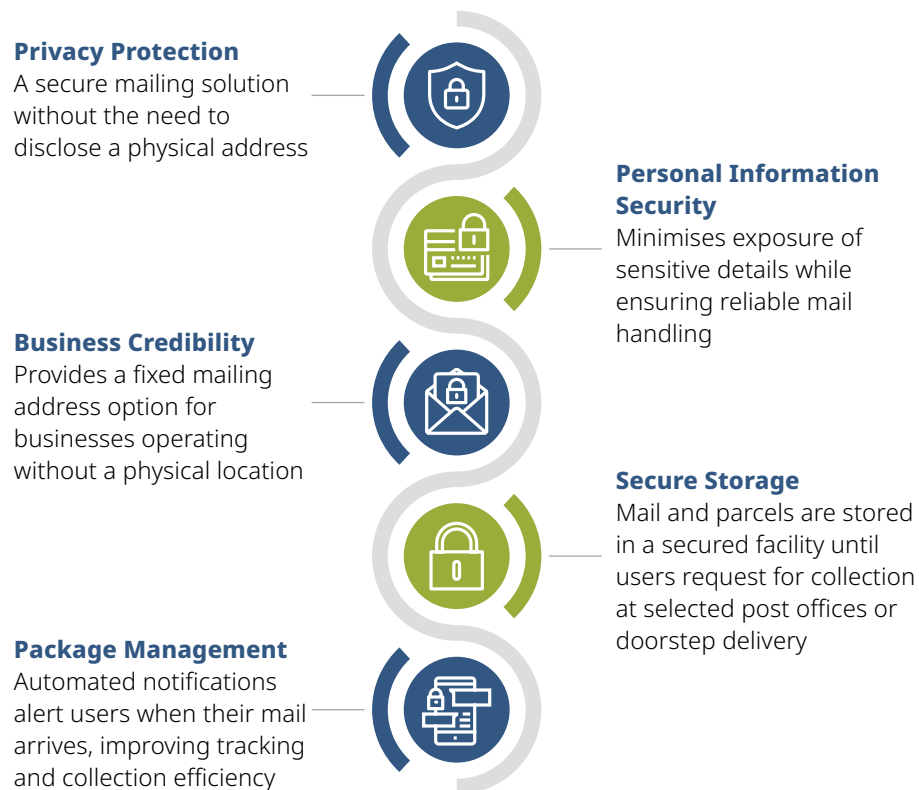 Privacy Protection
A secure mailing solution
without the need to
disclose a physical address
Personal Information
Security
Minimises exposure of
sensitive details while
ensuring reliable mail
handling
Business Credibility
Provides a fixed mailing
address option for
businesses operating
without a physical location
Secure Storage
Mail and parcels are stored
in a secured facility until
users request for collection
at selected post offices or
doorstep delivery
Package Management
Automated notifications
alert users when their mail
arrives, improving tracking
and collection efficiency